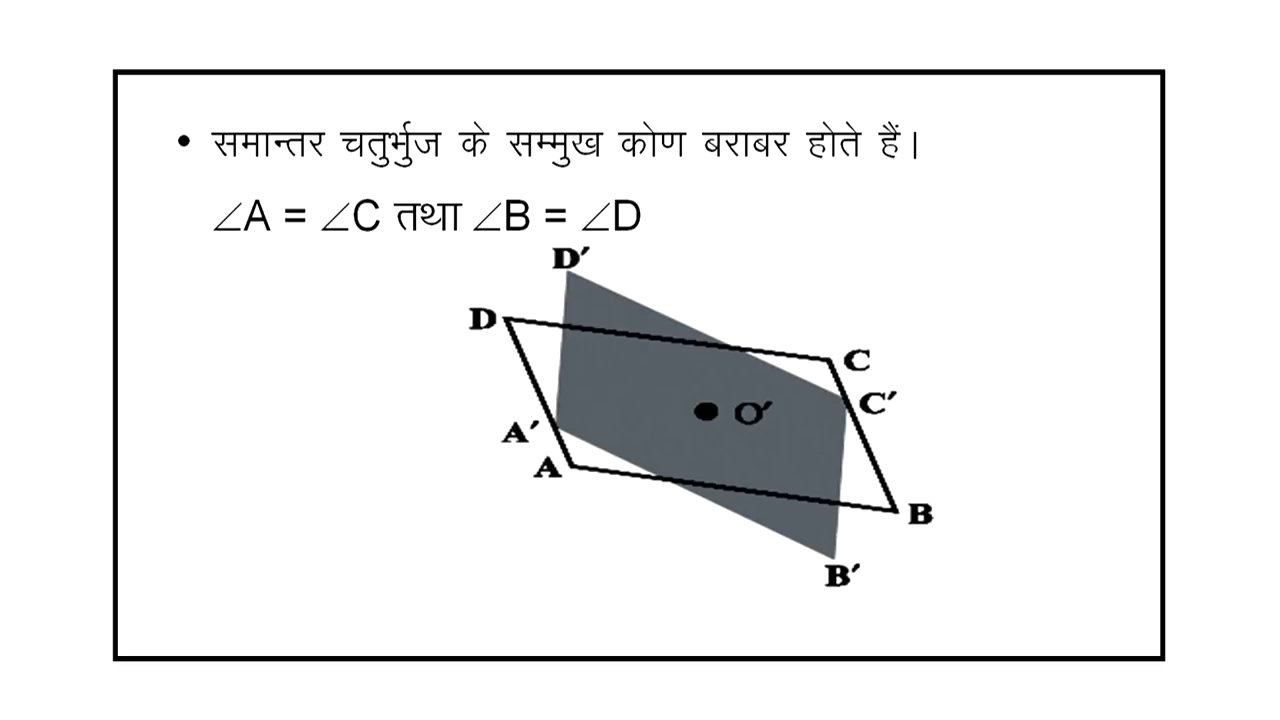 • समान्तर चतुर्भुज के सम्मुख कोण बराबर होते हैं।
∠A = ∠C तथा ∠B = ∠D
D′
D
C
C′
O′
A′
A
B
B′